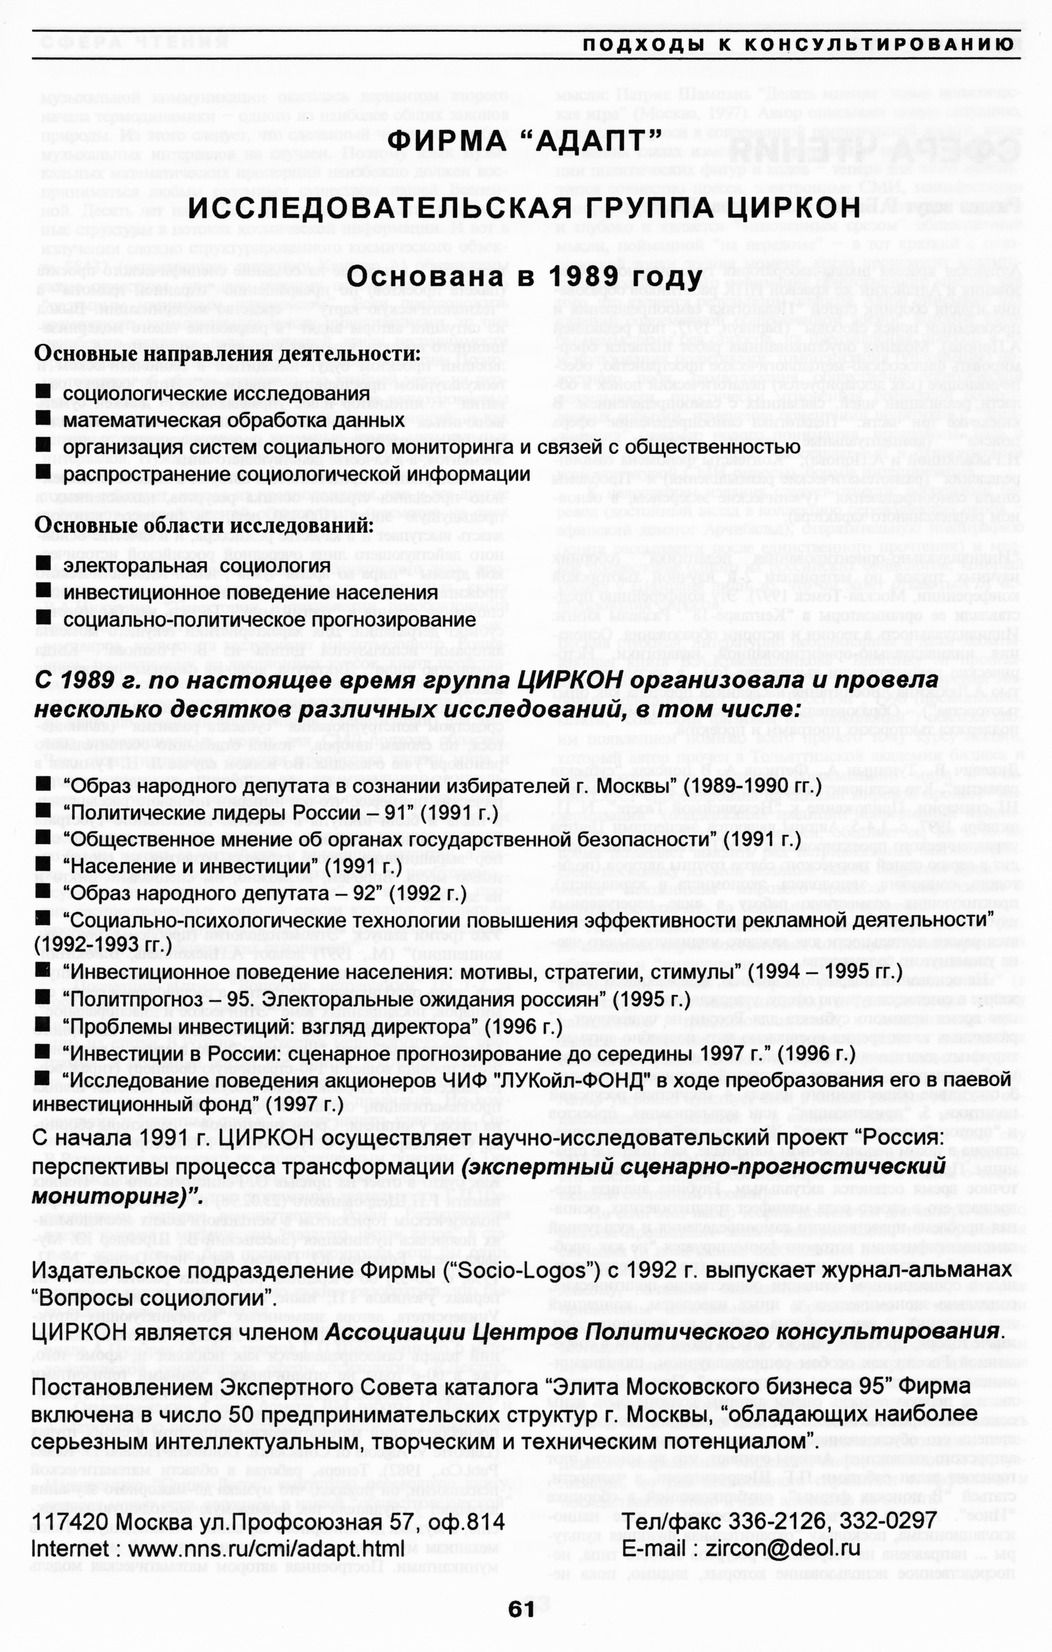 ПОДХОДЫ К КОНСУЛЬТИРОВАНИЮ
ФИРМА “АДАПТ”
ИССЛЕДОВАТЕЛЬСКАЯ ГРУППА ЦИРКОН
Основана в 1989 году
Основные направления деятельности:
■ социологические исследования
■ математическая обработка данных
■ организация систем социального мониторинга и связей с общественностью
■ распространение социологической информации
Основные области исследований:
■ электоральная социология
■ инвестиционное поведение населения
■ социально-политическое прогнозирование
С 1989 г. по настоящее время группа ЦИРКОН организовала и провела
несколько десятков различных исследований, в том числе:
■ “Образ народного депутата в сознании избирателей г. Москвы” (1989-1990 гг.)
■ “Политические лидеры России – 91” (1991 г.)
■ “Общественное мнение об органах государственной безопасности” (1991 г.)
■ “Население и инвестиции” (1991 г.)
■ “Образ народного депутата – 92” (1992 г.)
■ “Социально-психологические технологии повышения эффективности рекламной деятельности”
(1992-1993 гг.)
■ “Инвестиционное поведение населения: мотивы, стратегии, стимулы” (1994 – 1995 гг.)
■ “Политпрогноз – 95. Электоральные ожидания россиян” (1995 г.)
■ “Проблемы инвестиций: взгляд директора” (1996 г.)
■ “Инвестиции в России: сценарное прогнозирование до середины 1997 г.” (1996 г.)
■ “Исследование поведения акционеров ЧИФ "ЛУКойл-ФОНД" в ходе преобразования его в паевой
инвестиционный фонд” (1997 г.)
С начала 1991 г. ЦИРКОН осуществляет научно-исследовательский проект “Россия:
перспективы процесса трансформации (экспертный сценарно-прогностический
мониторинг)”.
Издательское подразделение Фирмы (“Socio-Logos”) с 1992 г. выпускает журнал-альманах
“Вопросы социологии”.
ЦИРКОН является членом Ассоциации Центров Политического консультирования.
Постановлением Экспертного Совета каталога “Элита Московского бизнеса 95” Фирма
включена в число 50 предпринимательских структур г. Москвы, “обладающих наиболее
серьезным интеллектуальным, творческим и техническим потенциалом”.
117420 Москва ул.Профсоюзная 57, оф.814 Тел/факс 336-2126, 332-0297
Internet : www.nns.ru/cmi/adapt.html E-mail : zircon@deol.ru
61